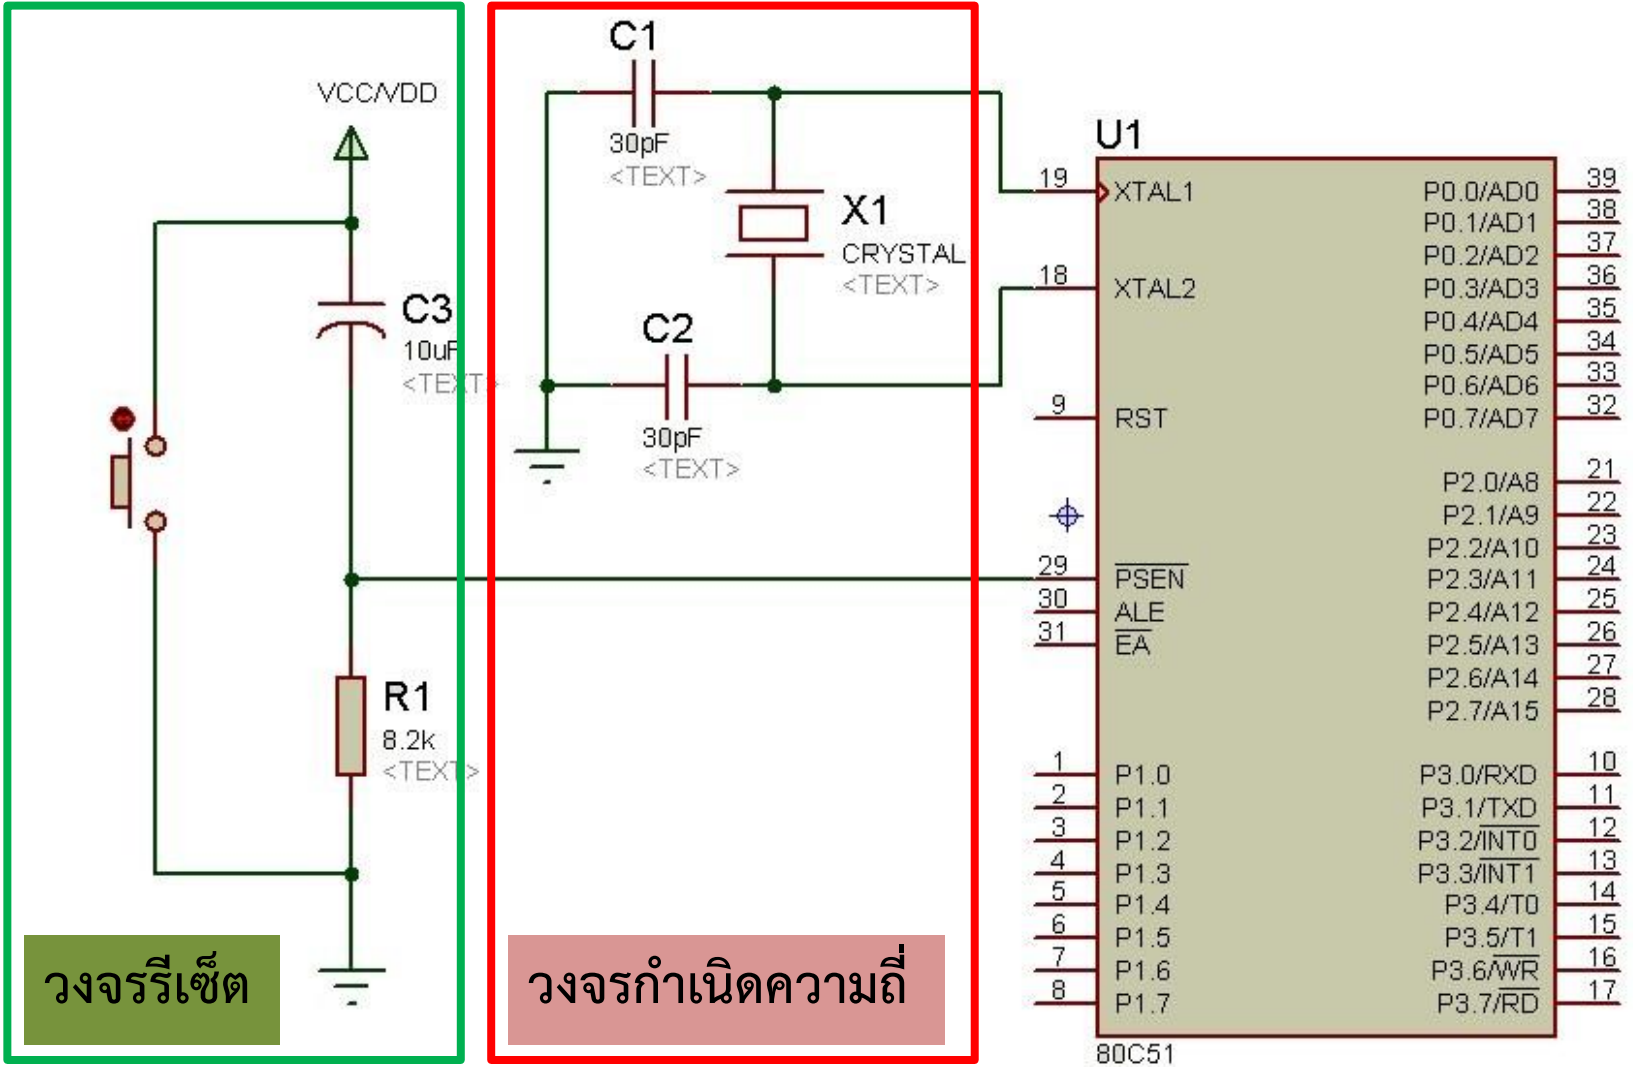 VCC/VDD
C3
10uF
<TEXT>
R1
8.2k
<TEXT>
วงจรรีเซ็ต
C1
30pF
<TEXT>
X1
CRYSTAL
<TEXT>
C2
30pF
<TEXT>
วงจรกำเนิดความถี่
U1
19 XTAL1
18 XTAL2
9 RST
29 PSEN
30 ALE
31 EA
1 P1.0
2 P1.1
3 P1.2
4 P1.3
5 P1.4
6 P1.5
7 P1.6
8 P1.7
P0.0/AD0 39
P0.1/AD1 38
P0.2/AD2 37
P0.3/AD3 36
P0.4/AD4 35
P0.5/AD5 34
P0.6/AD6 33
P0.7/AD7 32
P2.0/A8 21
P2.1/A9 22
P2.2/A10 23
P2.3/A11 24
P2.4/A12 25
P2.5/A13 26
P2.6/A14 27
P2.7/A15 28
P3.0/RXD 10
P3.1/TXD 11
P3.2/INT0 12
P3.3/INT1 13
P3.4/T0 14
P3.5/T1 15
P3.6/WR 16
P3.7/RD 17
80C51